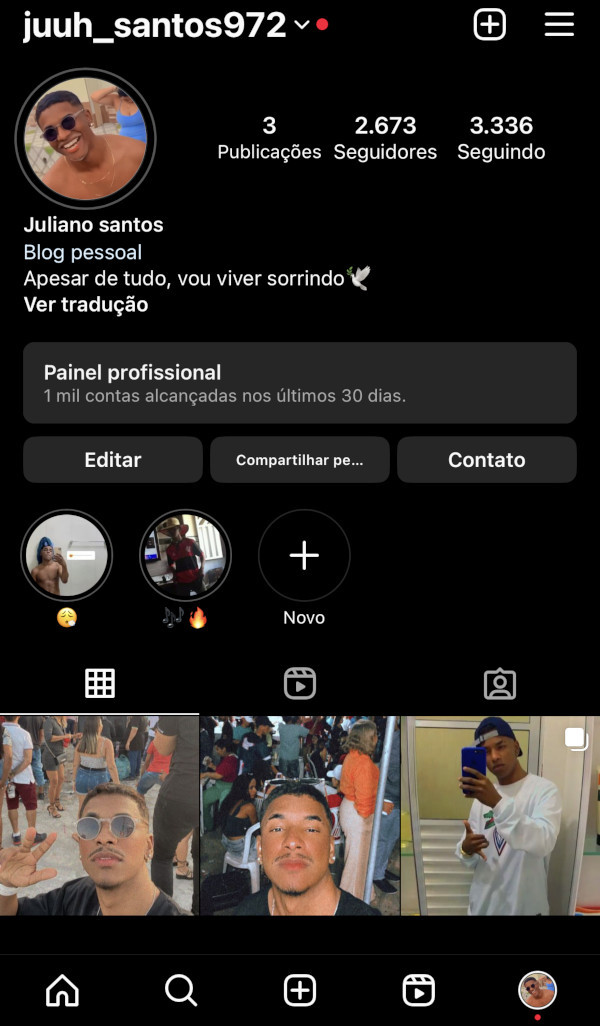 juuh_santos972
3 2.673 3.336
Publicações Seguidores Seguindo
Juliano santos
Blog pessoal
Apesar de tudo, vou viver sorrindo🕊️
Ver tradução
Painel profissional
1 mil contas alcançadas nos últimos 30 dias.
Editar Compartilhar pe... Contato
😮‍💨 🎶🔥 Novo